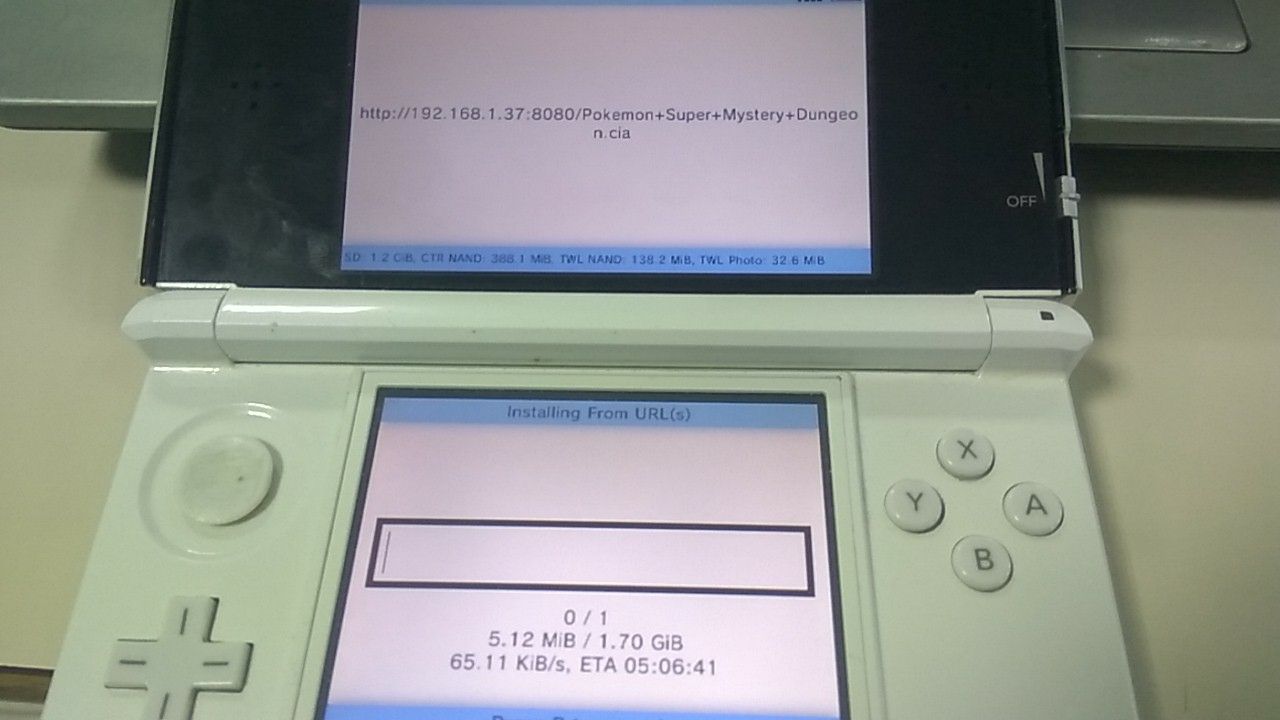 http://192.168.1.37:8080/Pokemon+Super+Mystery+Dungeo
n.cia
OFF
SD: 1.2 GiB, CTR NAND: 388.1 MiB, TWL NAND: 138.2 MiB, TWL Photo: 32.6 MiB
Installing From URL(s)
X
Y
A
B
0 / 1
5.12 MiB / 1.70 GiB
65.11 KiB/s, ETA 05:06:41